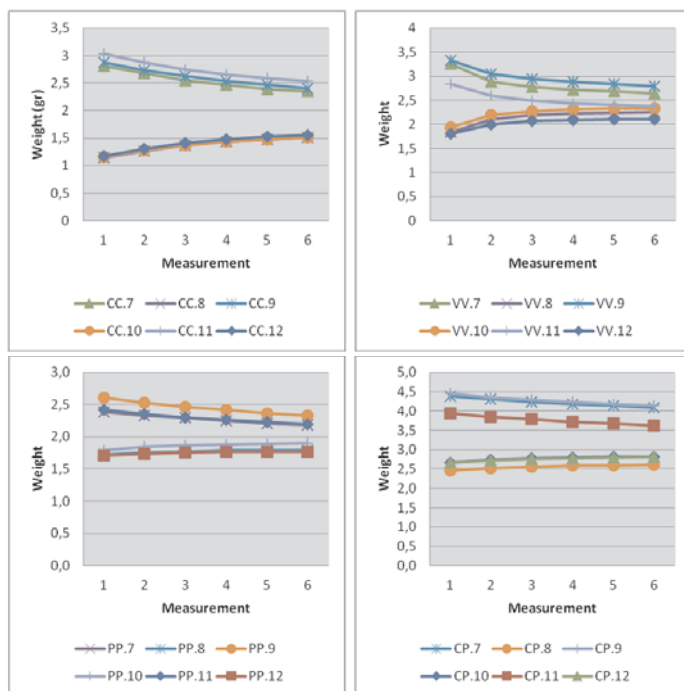 3,5
3
2,5
2
1,5
1
0,5
0
Weight (gr)
1 2 3 4 5 6
Measurement
CC.7 CC.8 CC.9
CC.10 CC.11 CC.12
4
3,5
3
2,5
2
1,5
1
0,5
0
Weight
1 2 3 4 5 6
Measurement
VV.7 VV.8 VV.9
VV.10 VV.11 VV.12
3,0
2,5
2,0
1,5
1,0
0,5
0,0
Weight
1 2 3 4 5 6
Measurement
PP.7 PP.8 PP.9
PP.10 PP.11 PP.12
5,0
4,5
4,0
3,5
3,0
2,5
2,0
1,5
1,0
0,5
0,0
Weight
1 2 3 4 5 6
Measurement
CP.7 CP.8 CP.9
CP.10 CP.11 CP.12